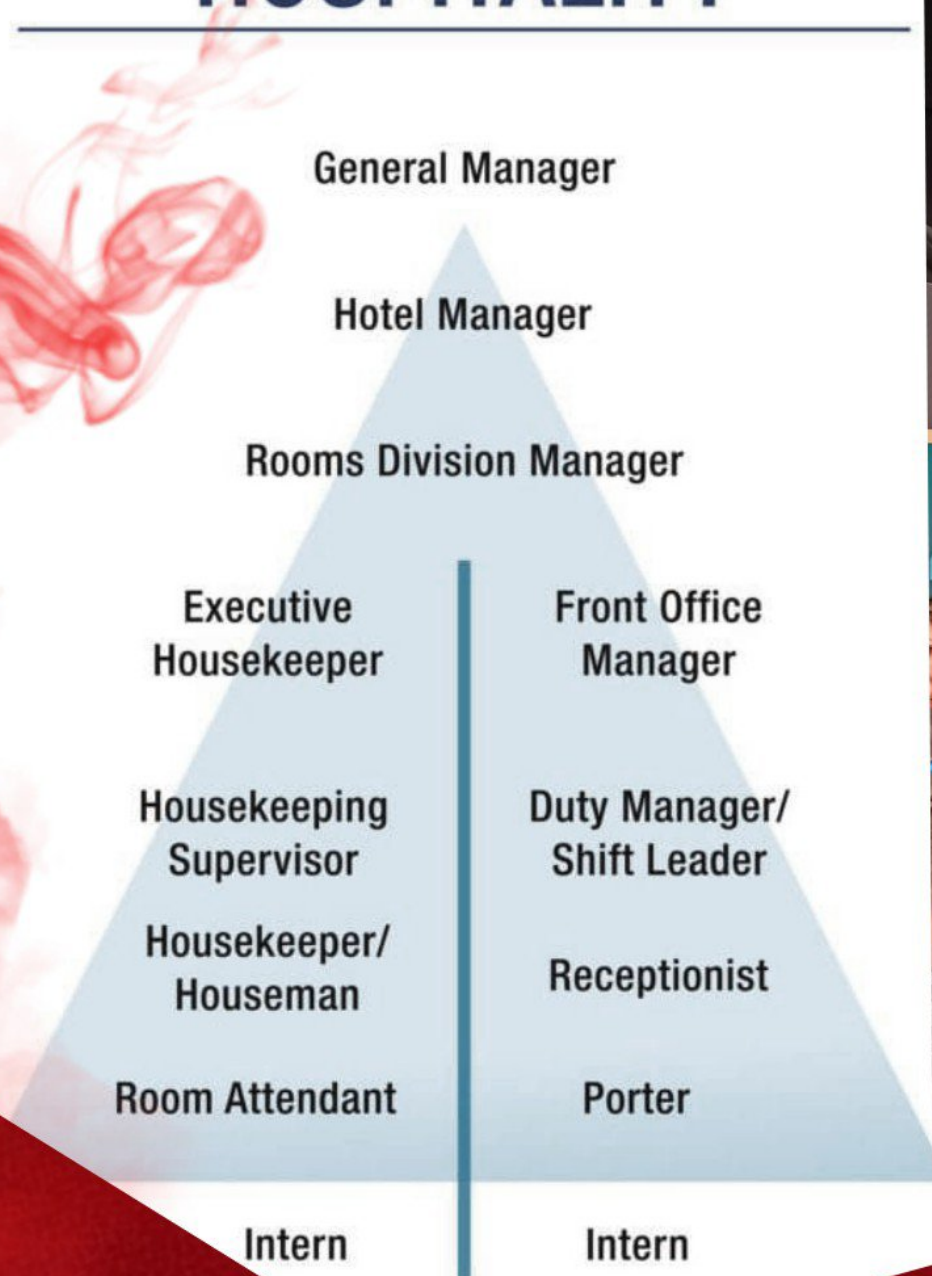 HOSPITALITY
General Manager
Hotel Manager
Rooms Division Manager
Executive
Housekeeper
Front Office
Manager
Housekeeping
Supervisor
Duty Manager/
Shift Leader
Housekeeper/
Houseman
Receptionist
Room Attendant
Porter
Intern
Intern